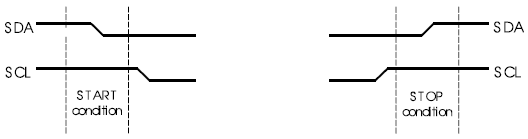 SDA
SDA
SCL
SCL
START
condition
STOP
condition